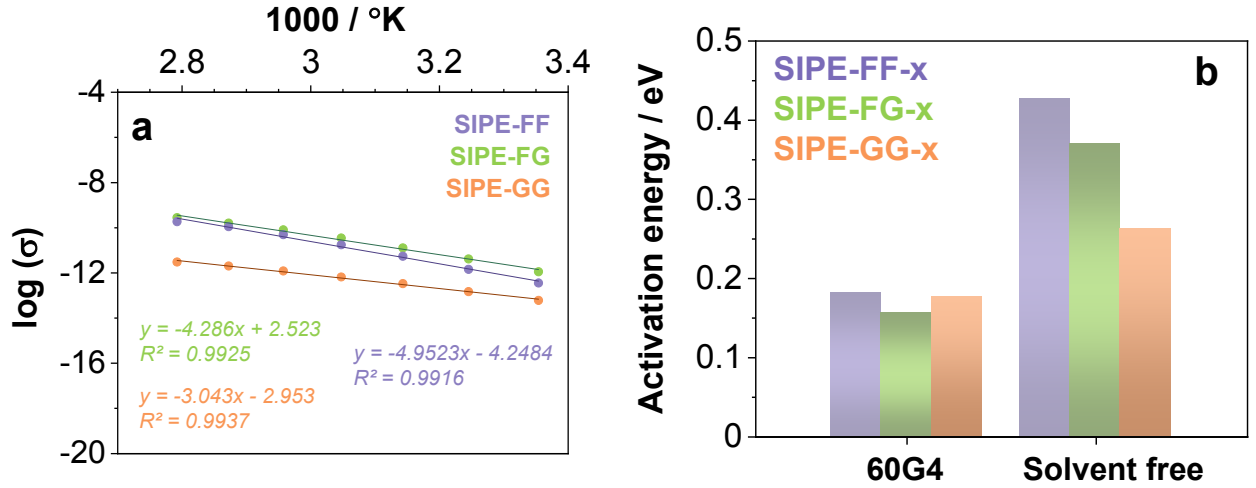 1000 / °K
2.8 3 3.2 3.4
-4
-8
-12
-16
-20
log (σ)
a
SIPE-FF
SIPE-FG
SIPE-GG
y = -4.286x + 2.523
R² = 0.9925
y = -4.9523x - 4.2484
R² = 0.9916
y = -3.043x - 2.953
R² = 0.9937
0.5
0.4
0.3
0.2
0.1
0
Activation energy / eV
SIPE-FF-x
SIPE-FG-x
SIPE-GG-x
b
60G4 Solvent free